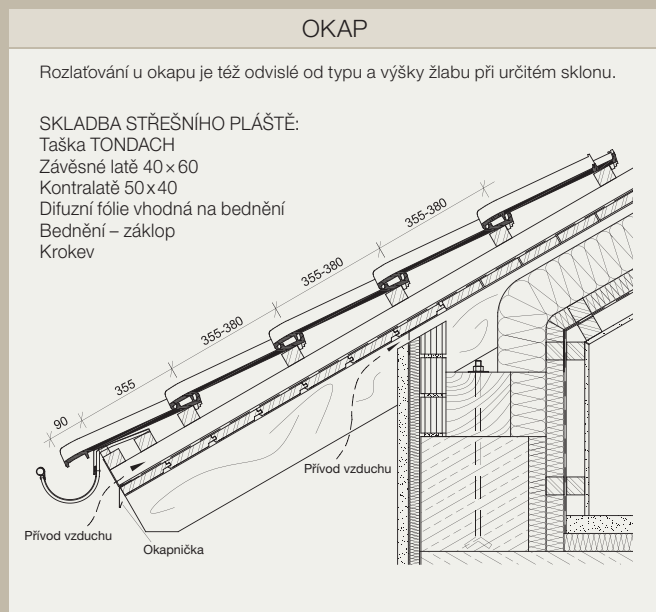 OKAP
Rozlaťování u okapu je též odvislé od typu a výšky žlabu při určitém sklonu.
SKLADBA STŘEŠNÍHO PLÁŠTĚ:
Taška TONDACH
Závěsné latě 40 x 60
Kontralatě 50 x 40
Difuzní fólie vhodná na bednění
Bednění – záklop
Krokev
355-380
355-380
355-380
355
90
Přívod vzduchu
Přívod vzduchu
Okapnička